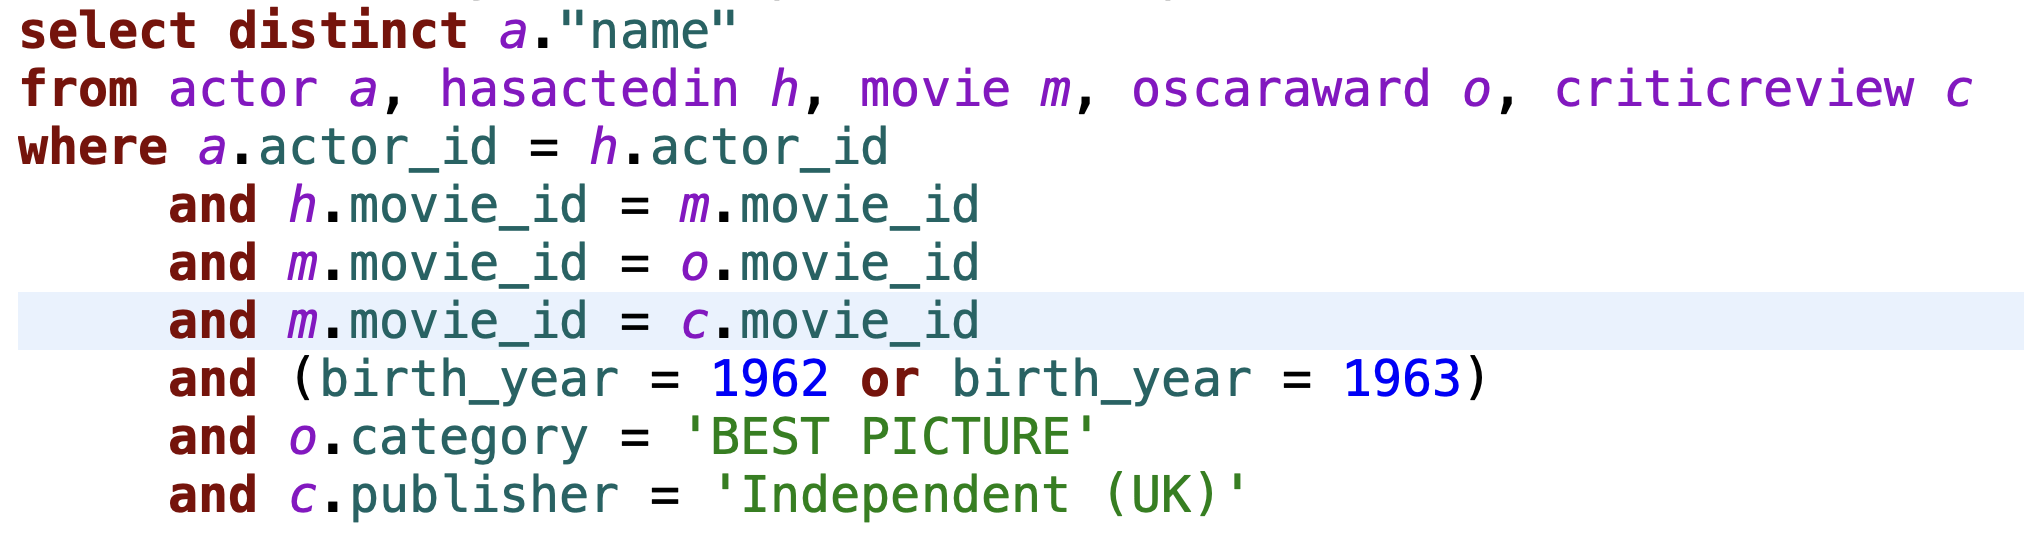 select distinct a."name"
from actor a, hasactedin h, movie m, oscaraward o, criticreview c
where a.actor_id = h.actor_id
and h.movie_id = m.movie_id
and m.movie_id = o.movie_id
and m.movie_id = c.movie_id
and (birth_year = 1962 or birth_year = 1963)
and o.category = 'BEST PICTURE'
and c.publisher = 'Independent (UK)'